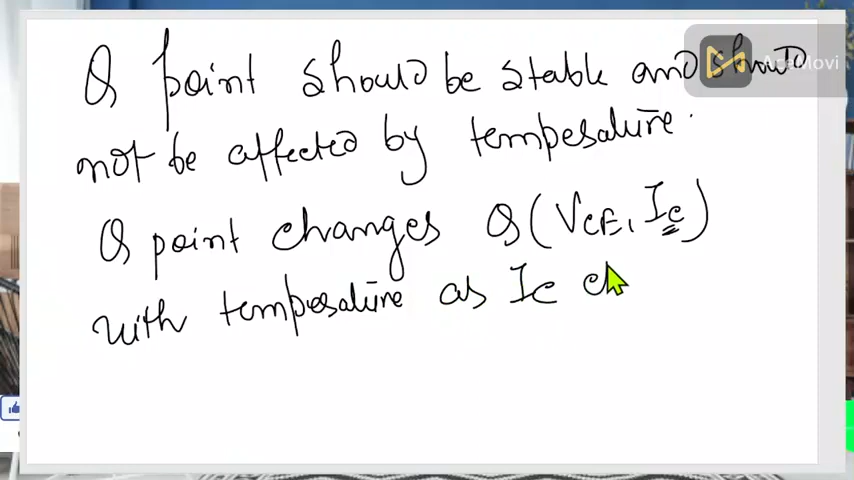 Q point should be stable and should
not be affected by temperature.
Q point changes Q(VCE, Ic)
with temperature as Ic
AceMovi